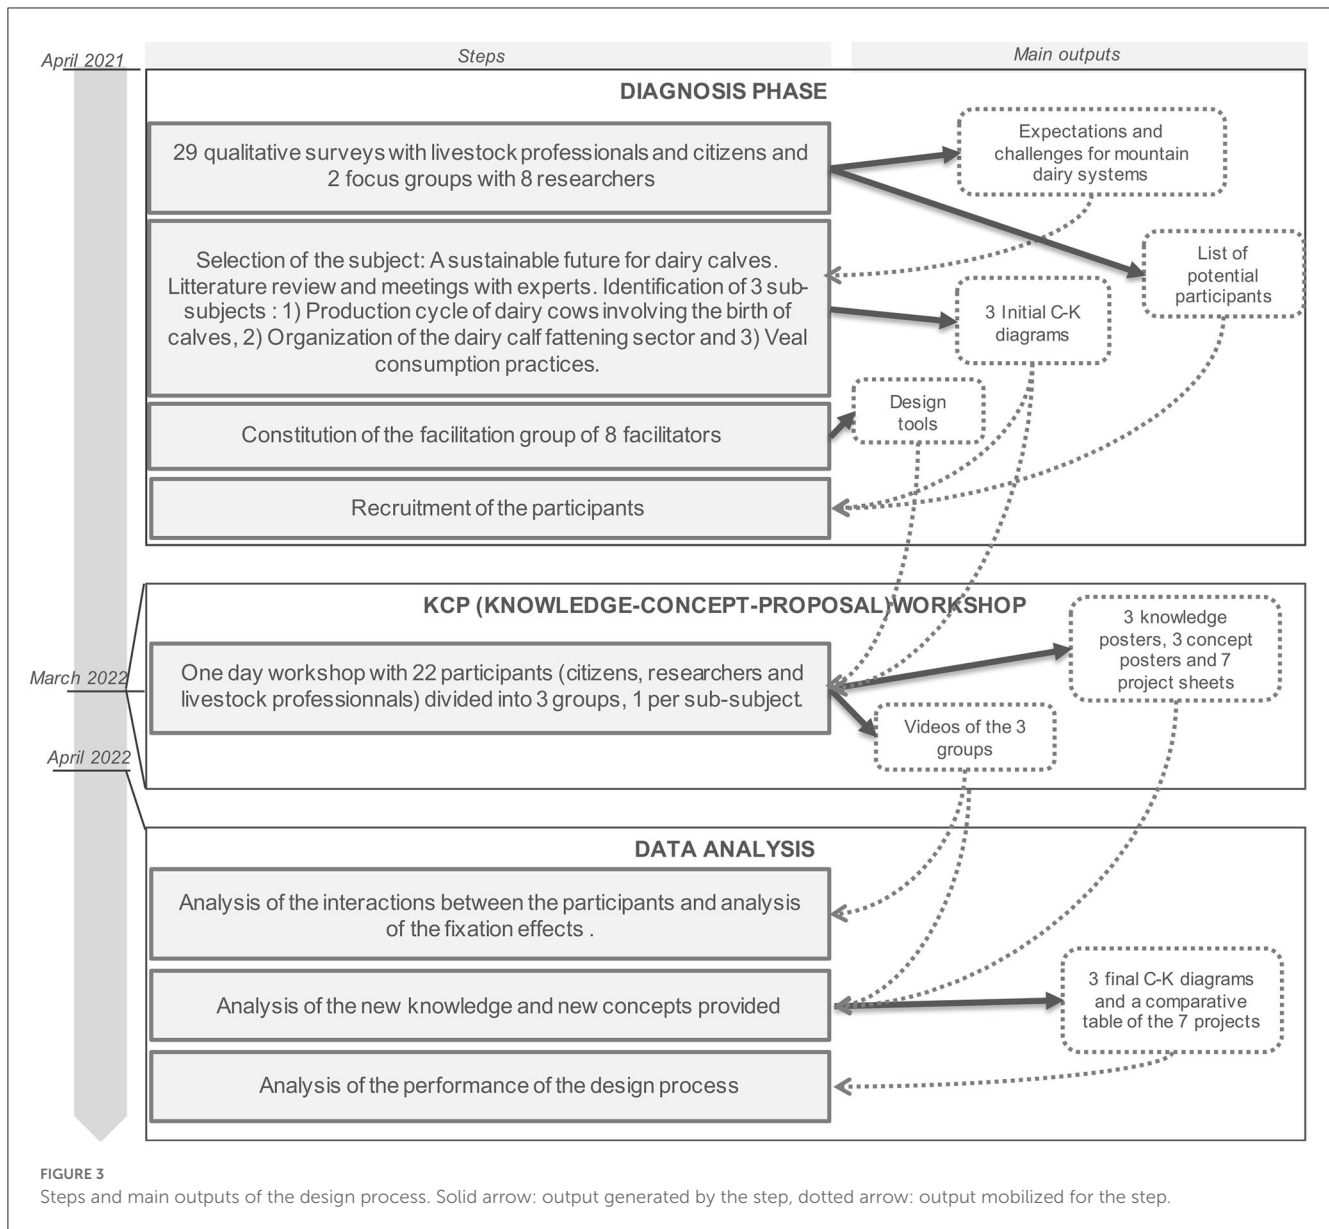 Steps
Main outputs
April 2021
DIAGNOSIS PHASE
29 qualitative surveys with livestock professionals and citizens and
2 focus groups with 8 researchers
Expectations and
challenges for mountain
dairy systems
List of
potential
participants
Selection of the subject: A sustainable future for dairy calves.
Litterature review and meetings with experts. Identification of 3 sub-
subjects : 1) Production cycle of dairy cows involving the birth of
calves, 2) Organization of the dairy calf fattening sector and 3) Veal
consumption practices.
3 Initial C-K
diagrams
Constitution of the facilitation group of 8 facilitators
Design
tools
Recruitment of the participants
KCP (KNOWLEDGE-CONCEPT-PROPOSAL)WORKSHOP
March 2022
One day workshop with 22 participants (citizens, researchers and
livestock professionnals) divided into 3 groups, 1 per sub-subject.
3 knowledge
posters, 3 concept
posters and 7
project sheets
Videos of the 3
groups
April 2022
DATA ANALYSIS
Analysis of the interactions between the participants and analysis
of the fixation effects .
Analysis of the new knowledge and new concepts provided
3 final C-K diagrams
and a comparative
table of the 7 projects
Analysis of the performance of the design process
FIGURE 3
Steps and main outputs of the design process. Solid arrow: output generated by the step, dotted arrow: output mobilized for the step.